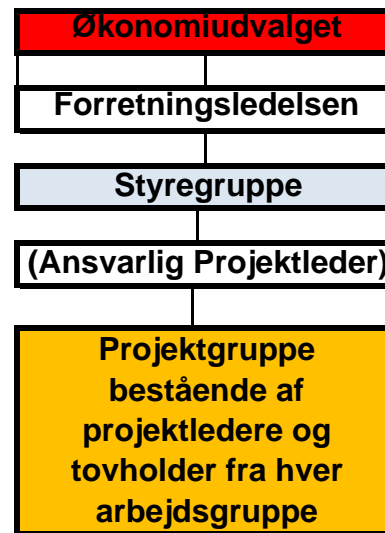 Økonomiudvalget
Forretningsledelsen
Styregruppe
(Ansvarlig Projektleder)
Projektgruppe
bestående af
projektledere og
tovholder fra hver
arbejdsgruppe